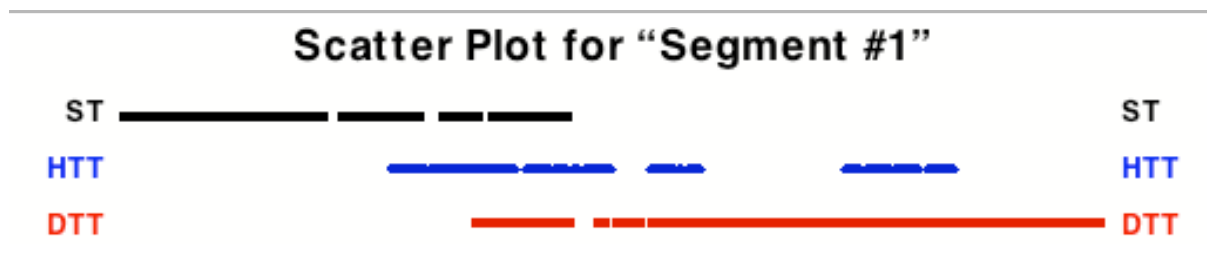 Scatter Plot for “Segment #1”
ST ST
HTT HTT
DTT DTT